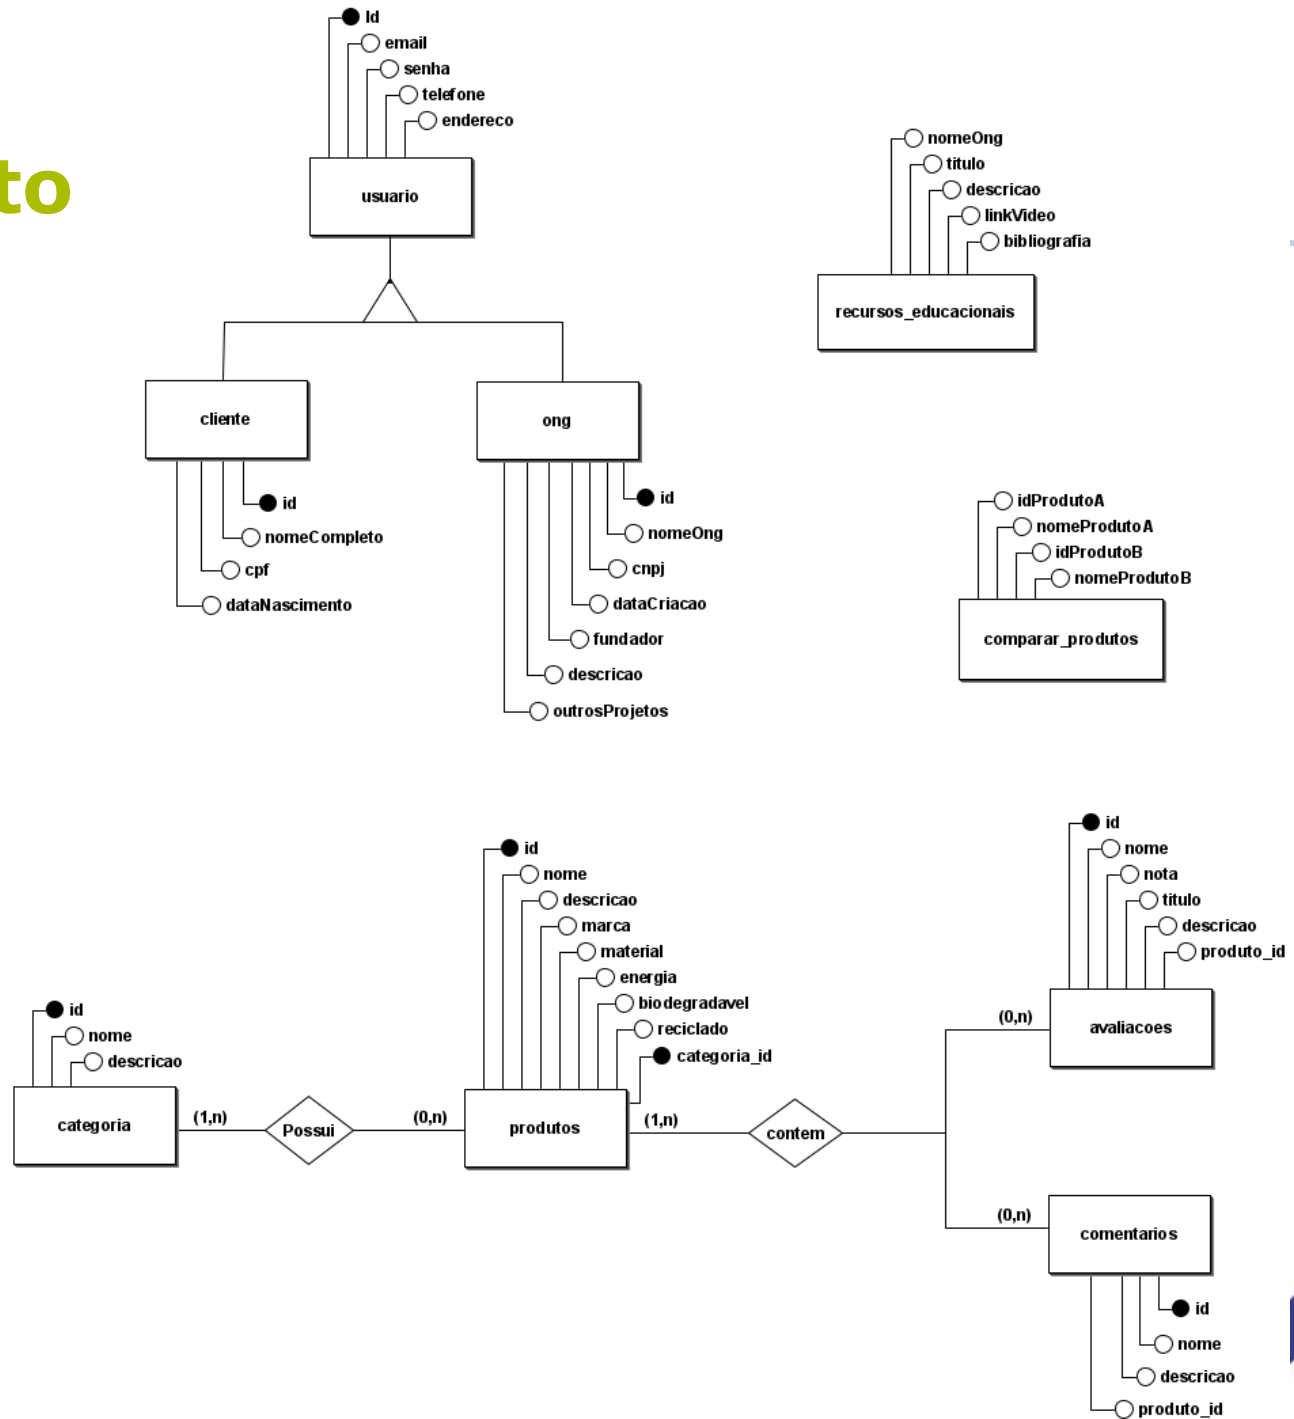 to
Id
email
senha
telefone
endereco
usuario
nomeOng
titulo
descricao
linkVideo
bibliografia
recursos_educacionais
cliente
id
nomeCompleto
cpf
dataNascimento
ong
id
nomeOng
cnpj
dataCriacao
fundador
descricao
outrosProjetos
idProdutoA
nomeProdutoA
idProdutoB
nomeProdutoB
comparar_produtos
id
nome
descricao
categoria
(1,n)
Possui
(0,n)
id
nome
descricao
marca
material
energia
biodegradavel
reciclado
categoria_id
produtos
(1,n)
contem
id
nome
nota
titulo
descricao
produto_id
(0,n)
avaliacoes
(0,n)
comentarios
id
nome
descricao
produto_id